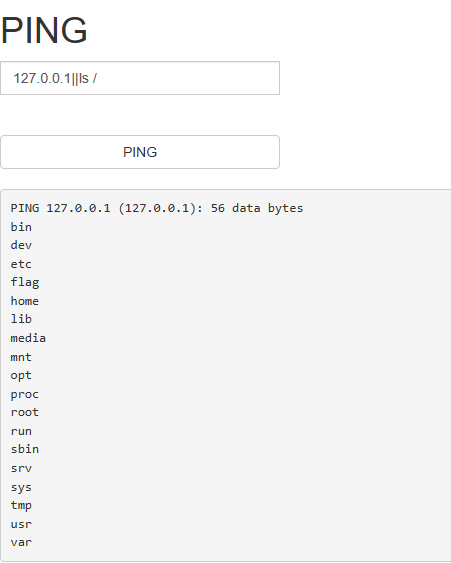 PING
127.0.0.1||ls /
PING
PING 127.0.0.1 (127.0.0.1): 56 data bytes
bin
dev
etc
flag
home
lib
media
mnt
opt
proc
root
run
sbin
srv
sys
tmp
usr
var